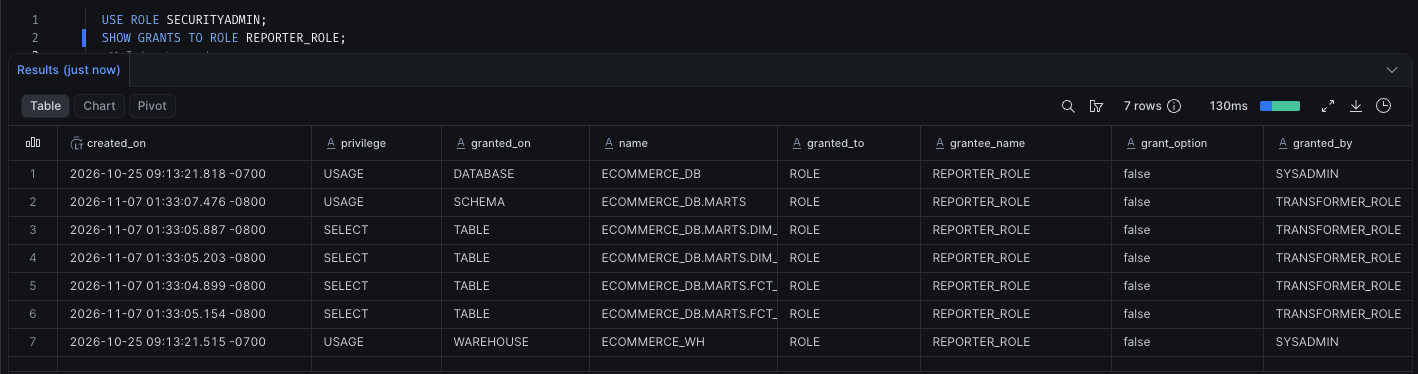 1 USE ROLE SECURITYADMIN;
2 SHOW GRANTS TO ROLE REPORTER_ROLE;
Results (just now)
Table Chart Pivot 7 rows 130ms
created_on privilege granted_on name granted_to grantee_name grant_option granted_by
1 2026-10-25 09:13:21.818 -0700 USAGE DATABASE ECOMMERCE_DB ROLE REPORTER_ROLE false SYSADMIN
2 2026-11-07 01:33:07.476 -0800 USAGE SCHEMA ECOMMERCE_DB.MARTS ROLE REPORTER_ROLE false TRANSFORMER_ROLE
3 2026-11-07 01:33:05.887 -0800 SELECT TABLE ECOMMERCE_DB.MARTS.DIM_ ROLE REPORTER_ROLE false TRANSFORMER_ROLE
4 2026-11-07 01:33:05.203 -0800 SELECT TABLE ECOMMERCE_DB.MARTS.DIM_ ROLE REPORTER_ROLE false TRANSFORMER_ROLE
5 2026-11-07 01:33:04.899 -0800 SELECT TABLE ECOMMERCE_DB.MARTS.FCT_ ROLE REPORTER_ROLE false TRANSFORMER_ROLE
6 2026-11-07 01:33:05.154 -0800 SELECT TABLE ECOMMERCE_DB.MARTS.FCT_ ROLE REPORTER_ROLE false TRANSFORMER_ROLE
7 2026-10-25 09:13:21.515 -0700 USAGE WAREHOUSE ECOMMERCE_WH ROLE REPORTER_ROLE false SYSADMIN